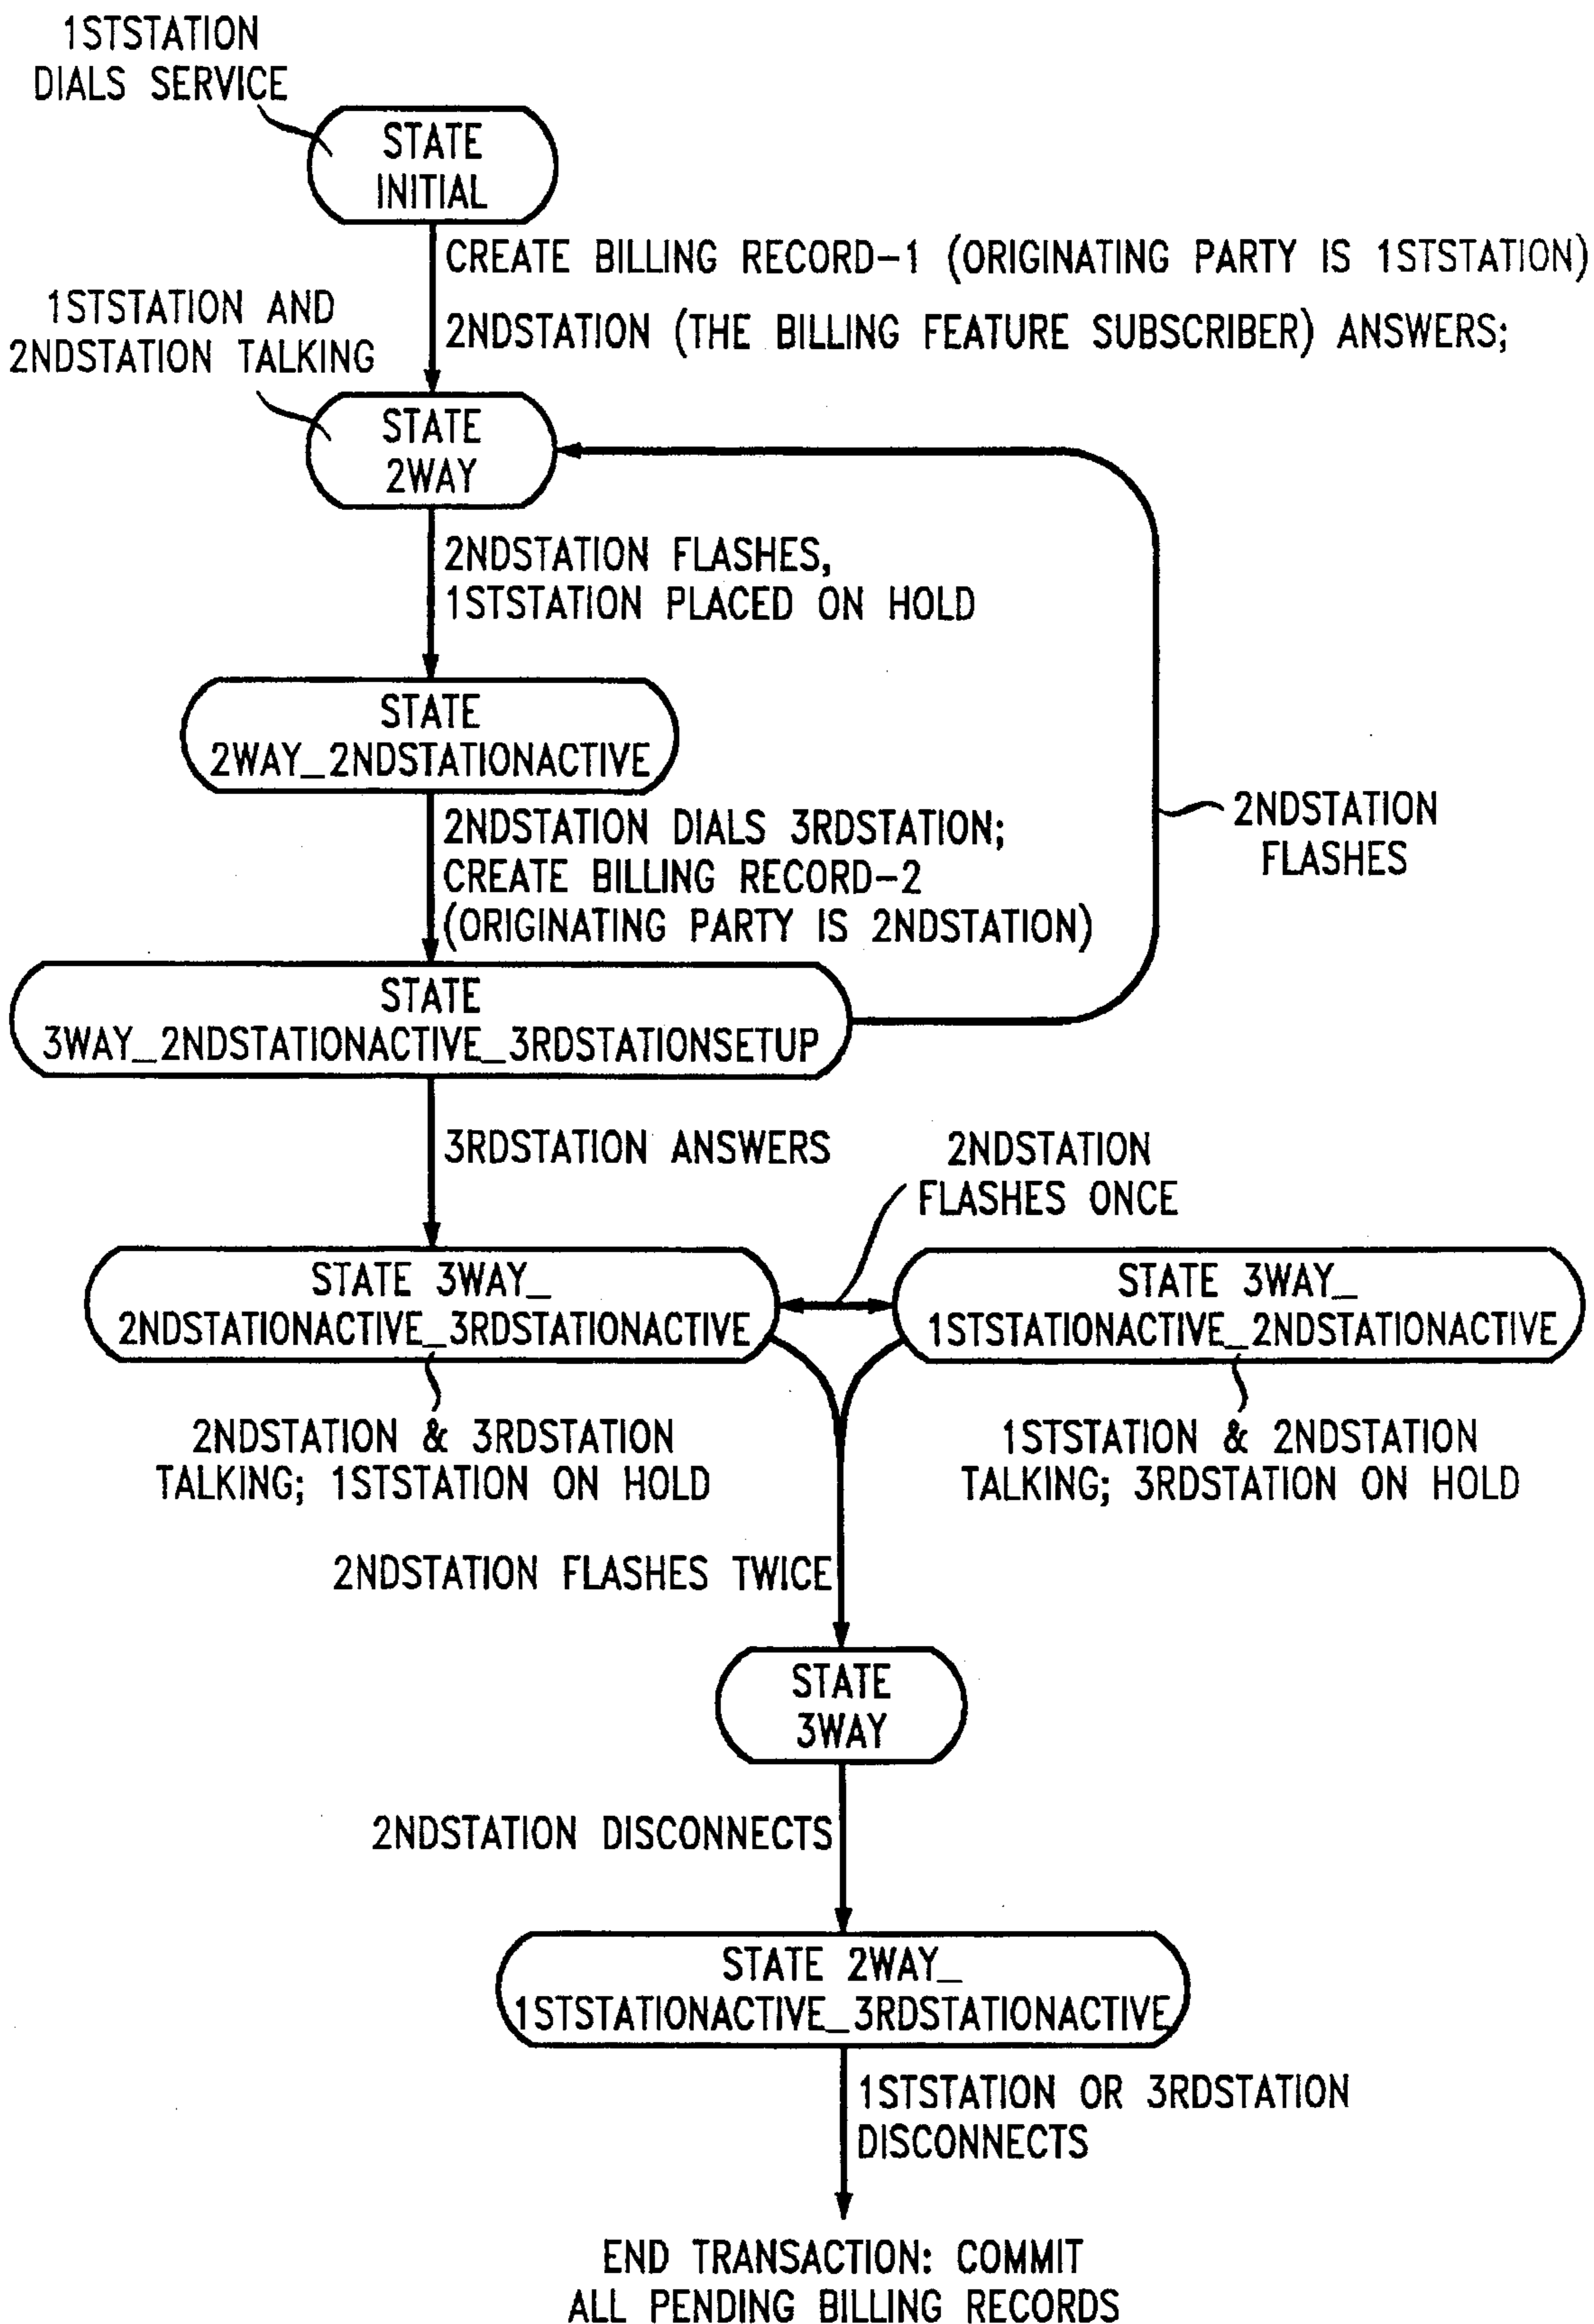 1STSTATION
DIALS SERVICE
STATE
INITIAL
CREATE BILLING RECORD-1 (ORIGINATING PARTY IS 1STSTATION)
1STSTATION AND
2NDSTATION TALKING
2NDSTATION (THE BILLING FEATURE SUBSCRIBER) ANSWERS;
STATE
2WAY
2NDSTATION FLASHES,
1STSTATION PLACED ON HOLD
STATE
2WAY_2NDSTATIONACTIVE
2NDSTATION DIALS 3RDSTATION;
CREATE BILLING RECORD-2
(ORIGINATING PARTY IS 2NDSTATION)
2NDSTATION
FLASHES
STATE
3WAY_2NDSTATIONACTIVE_3RDSTATIONSETUP
3RDSTATION ANSWERS
2NDSTATION
FLASHES ONCE
STATE 3WAY_
2NDSTATIONACTIVE_3RDSTATIONACTIVE
STATE 3WAY_
1STSTATIONACTIVE_2NDSTATIONACTIVE
2NDSTATION & 3RDSTATION
TALKING; 1STSTATION ON HOLD
1STSTATION & 2NDSTATION
TALKING; 3RDSTATION ON HOLD
2NDSTATION FLASHES TWICE
STATE
3WAY
2NDSTATION DISCONNECTS
STATE 2WAY_
1STSTATIONACTIVE_3RDSTATIONACTIVE
1STSTATION OR 3RDSTATION
DISCONNECTS
END TRANSACTION: COMMIT
ALL PENDING BILLING RECORDS